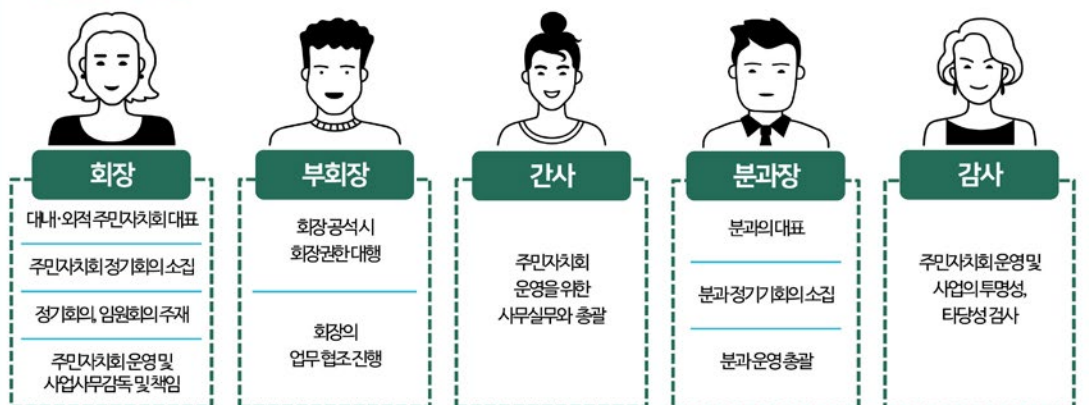 회장
대내·외적 주민자치회 대표
주민자치회 정기회의 소집
정기회의, 임원회의 주재
주민자치회 운영 및
사업사무감독 및 책임
부회장
회장 공석 시
회장권한 대행
회장의
업무 협조 진행
간사
주민자치회
운영을 위한
사무실무와 총괄
분과장
분과의 대표
분과 정기기회의 소집
분과 운영 총괄
감사
주민자치회 운영 및
사업의 투명성,
타당성 검사